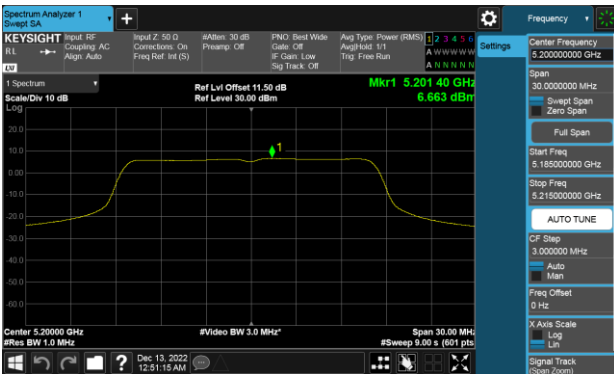 Spectrum Analyzer 1
Swept SA
Frequency
KEYSIGHT
RL
Input: RF
Coupling: AC
Align: Auto
Input Z: 50 Ω
Corrections: On
Freq Ref: Int (S)
#Atten: 30 dB
Preamp: Off
PNO: Best Wide
Gate: Off
IF Gain: Low
Sig Track: Off
Avg Type: Power (RMS)
Avg|Hold: 1/1
Trig: Free Run
1 2 3 4 5 6
A W W W W W
A N N N N N
LXI
Settings
Center Frequency
5.200000000 GHz
Span
30.0000000 MHz
Swept Span
Zero Span
Full Span
Start Freq
5.185000000 GHz
Stop Freq
5.215000000 GHz
AUTO TUNE
CF Step
3.000000 MHz
Auto
Man
Freq Offset
0 Hz
X Axis Scale
Log
Lin
Signal Track
(Span Zoom)
1 Spectrum
Scale/Div 10 dB
Log
Ref Lvl Offset 11.50 dB
Ref Level 30.00 dBm
Mkr1 5.201 40 GHz
6.663 dBm
1
20.0
10.0
0.00
-10.0
-20.0
-30.0
-40.0
-50.0
-60.0
Center 5.20000 GHz
#Res BW 1.0 MHz
#Video BW 3.0 MHz*
Span 30.00 MHz
#Sweep 9.00 s (601 pts
?
Dec 13, 2022
12:51:15 AM